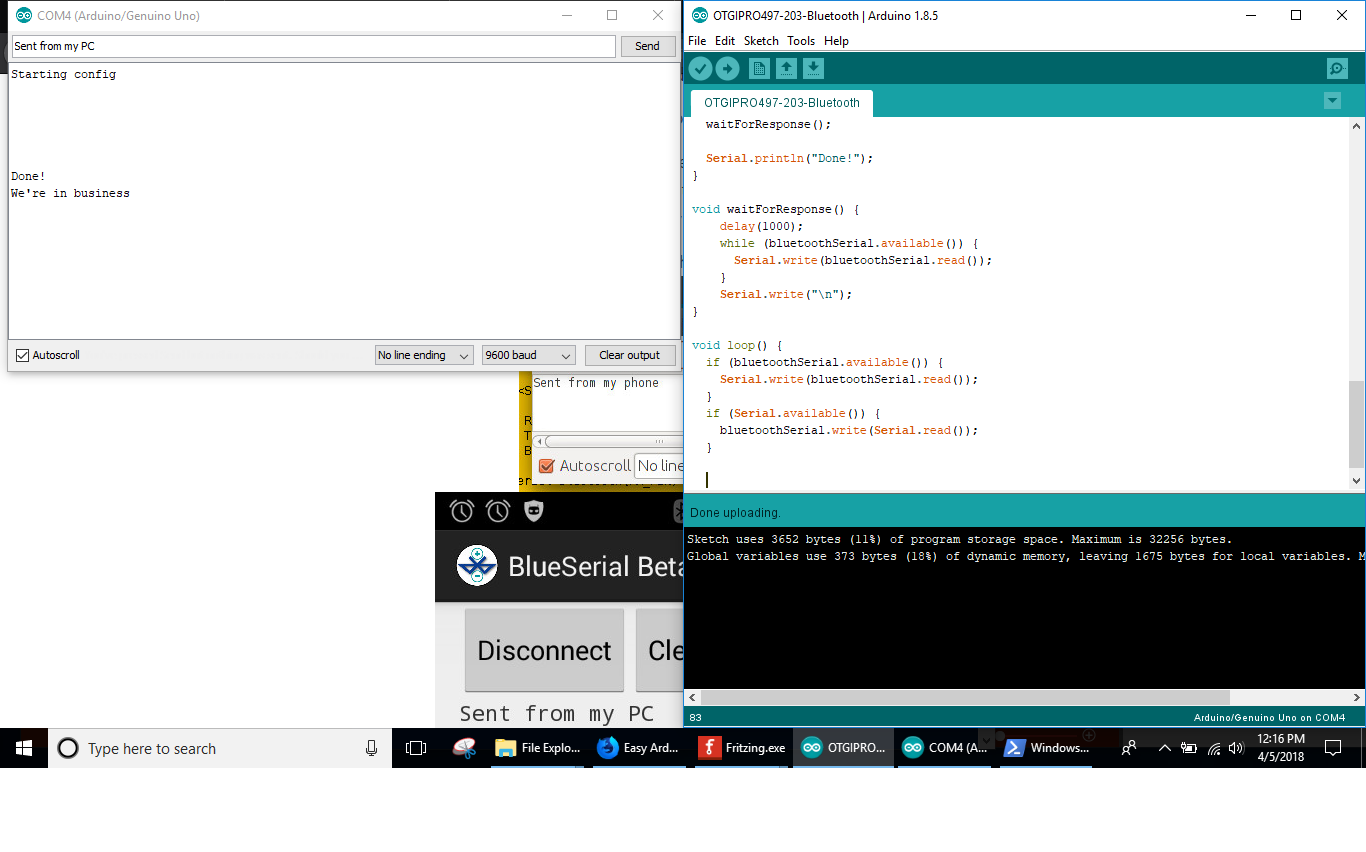 COM4 (Arduino/Genuino Uno)
Sent from my PC
Send
Starting config
Done!
We're in business
Autoscroll
No line ending
9600 baud
Clear output
OTGIPRO497-203-Bluetooth | Arduino 1.8.5
File Edit Sketch Tools Help
OTGIPRO497-203-Bluetooth
waitForResponse();
Serial.println("Done!");
}
void waitForResponse() {
delay(1000);
while (bluetoothSerial.available()) {
Serial.write(bluetoothSerial.read());
}
Serial.write("\n");
}
void loop() {
if (bluetoothSerial.available()) {
Serial.write(bluetoothSerial.read());
}
if (Serial.available()) {
bluetoothSerial.write(Serial.read());
}
Done uploading.
Sketch uses 3652 bytes (11%) of program storage space. Maximum is 32256 bytes.
Global variables use 373 bytes (18%) of dynamic memory, leaving 1675 bytes for local variables. M
83
Arduino/Genuino Uno on COM4
Sent from my phone
<S
R
T
B
Autoscroll
No line
BlueSerial Beta
Disconnect
Cle
Sent from my PC
Type here to search
File Explo...
Easy Ard...
Fritzing.exe
OTGIPRO...
COM4 (A...
Windows...
12:16 PM
4/5/2018